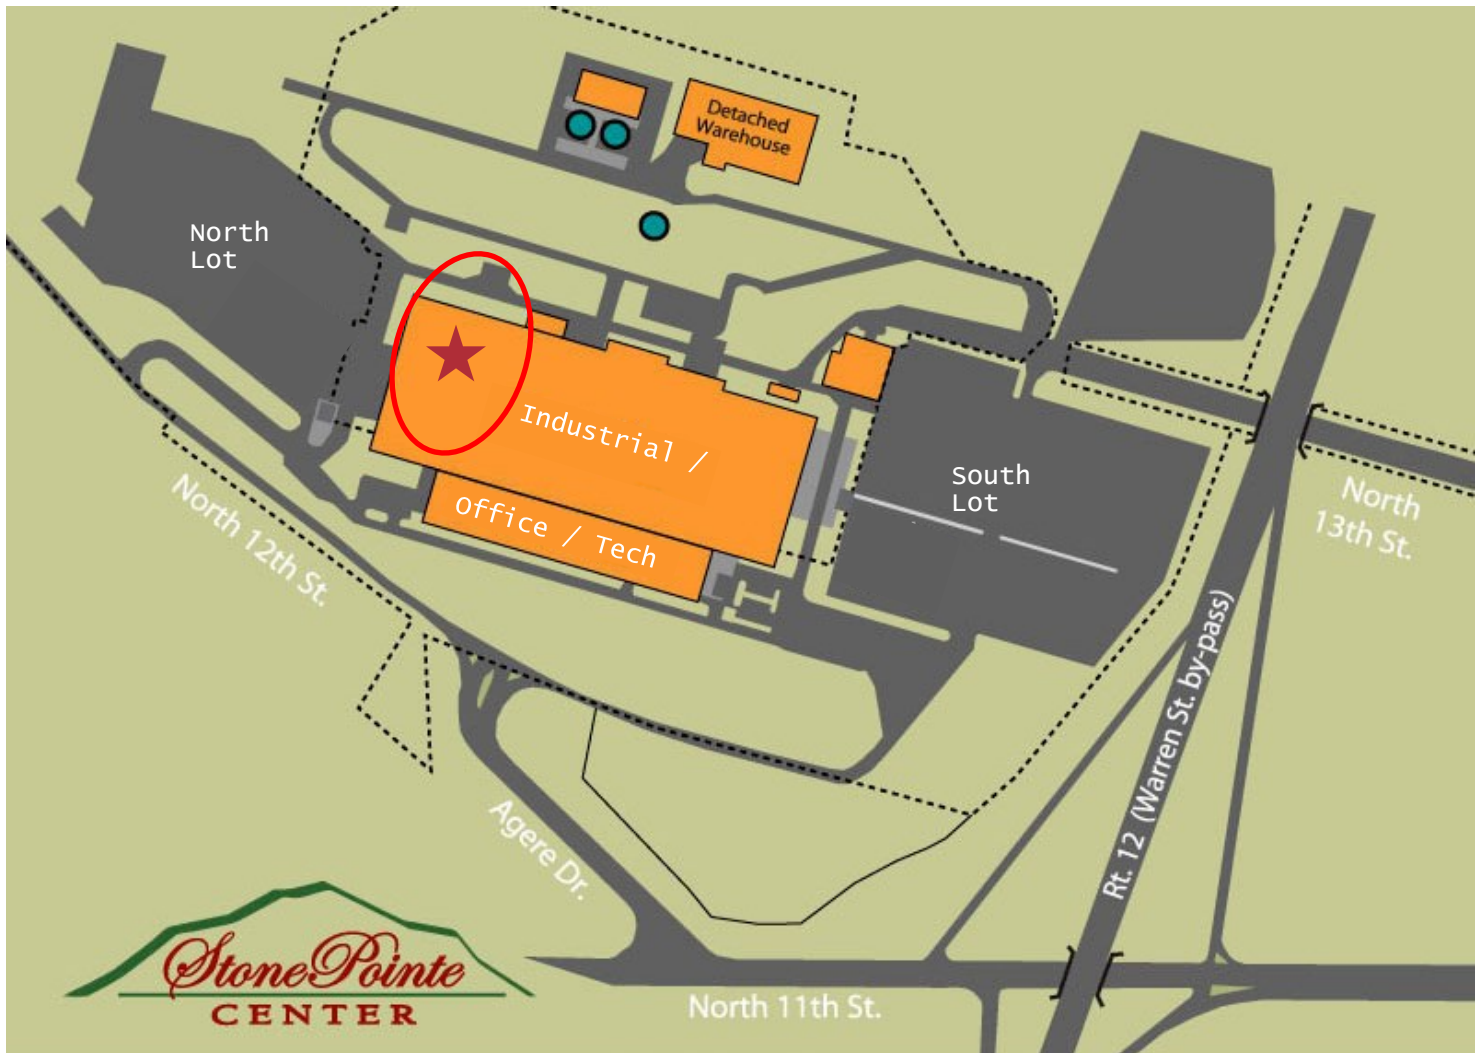 Detached
Warehouse
North
Lot
Industrial /
Office / Tech
South
Lot
North
13th St.
North 12th St.
Rt. 12 (Warren St. by-pass)
Agere Dr.
StonePointe
CENTER
North 11th St.